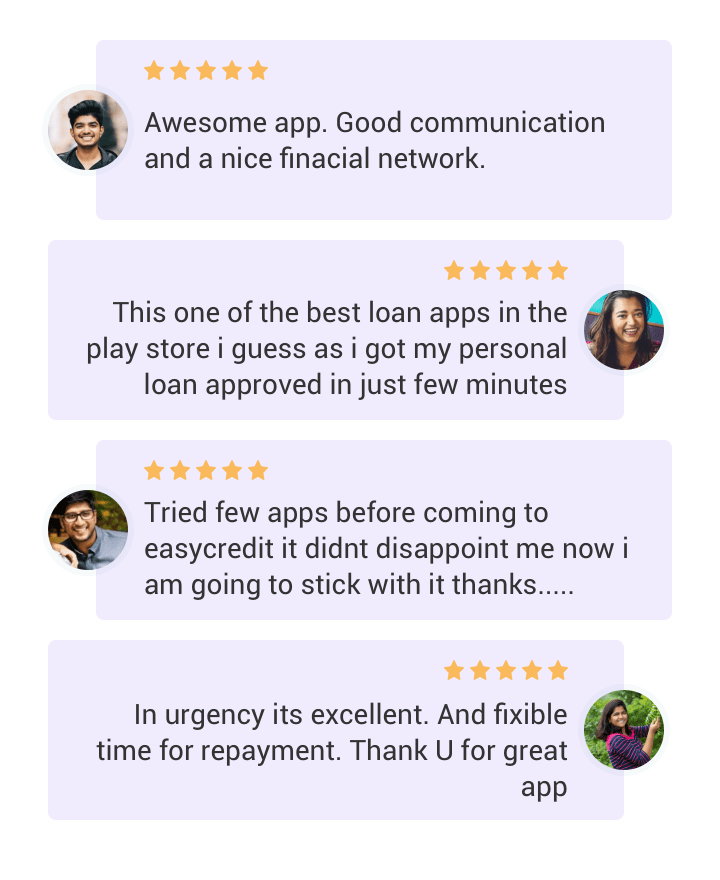 Awesome app. Good communication
and a nice finacial network.
This one of the best loan apps in the
play store i guess as i got my personal
loan approved in just few minutes
Tried few apps before coming to
easycredit it didnt disappoint me now i
am going to stick with it thanks.....
In urgency its excellent. And fixible
time for repayment. Thank U for great
app